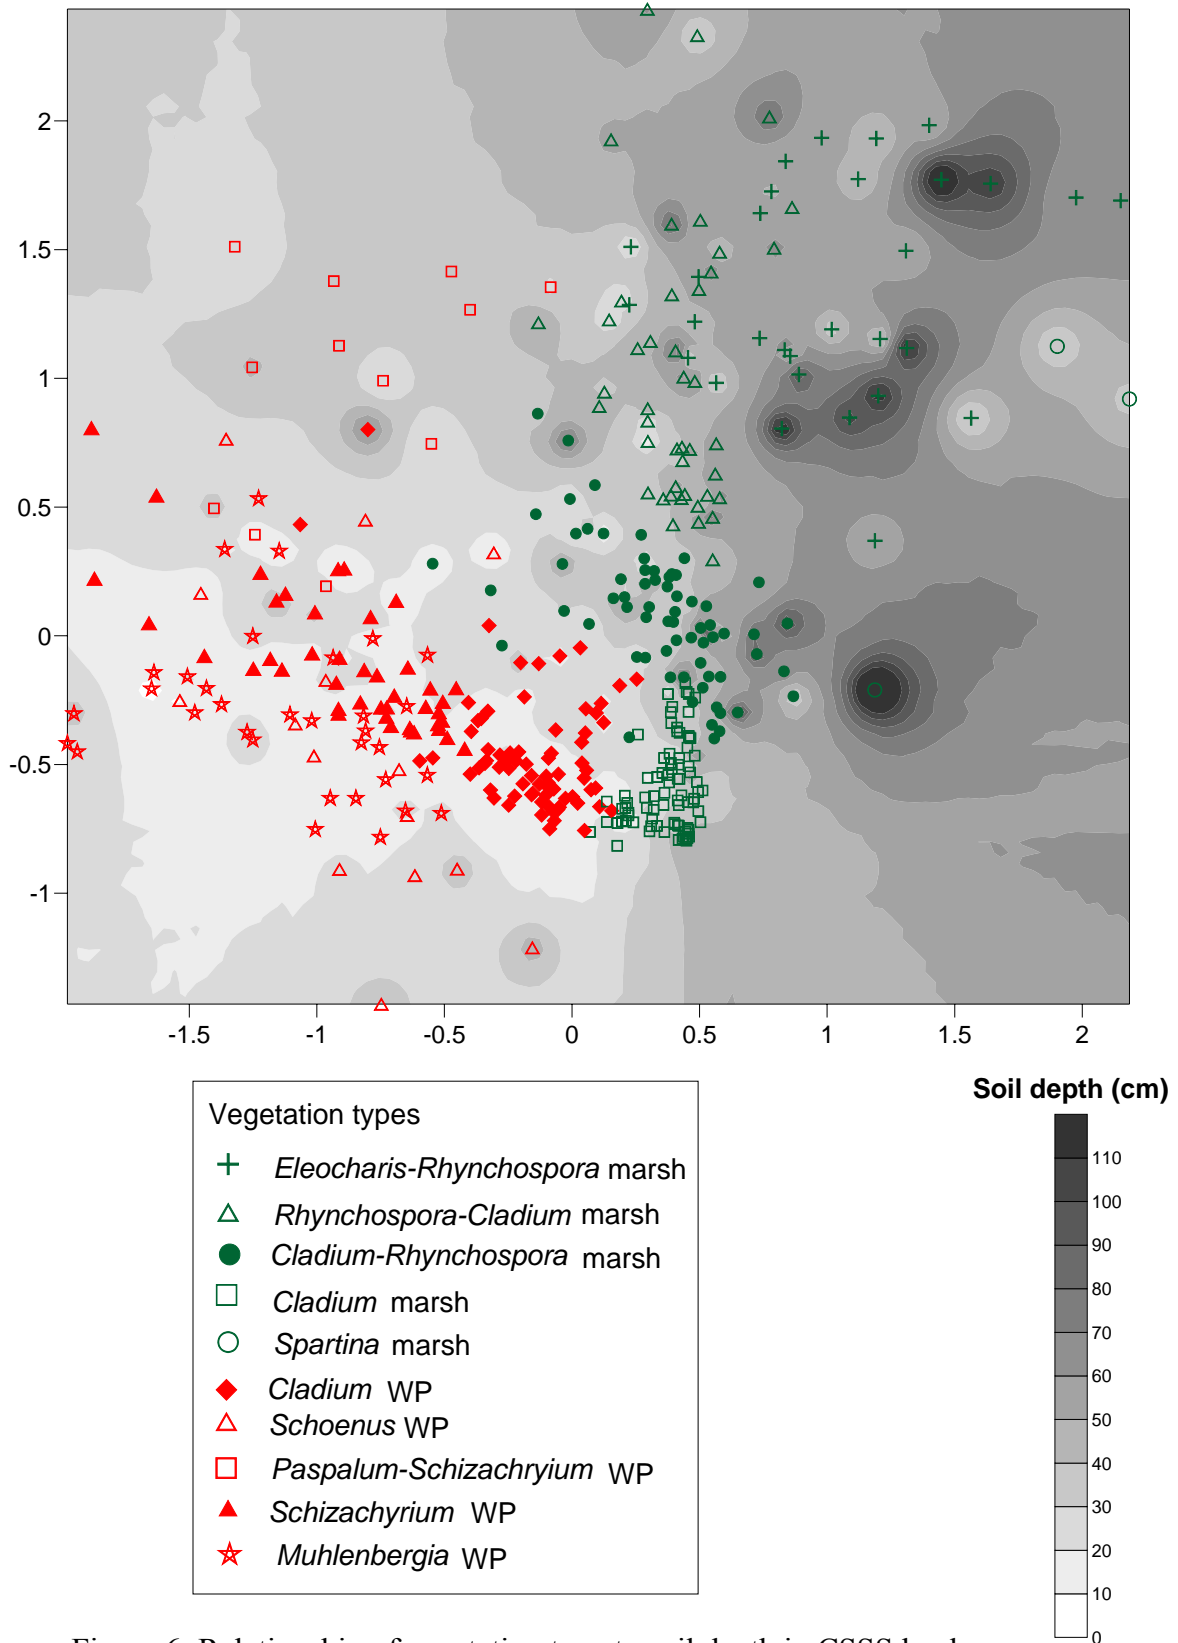 2
1.5
1
0.5
0
-0.5
-1
-1.5
-1
-0.5
0
0.5
1
1.5
2
Vegetation types
Eleocharis-Rhynchospora marsh
Rhynchospora-Cladium marsh
Cladium-Rhynchospora marsh
Cladium marsh
Spartina marsh
Cladium WP
Schoenus WP
Paspalum-Schizachryium WP
Schizachyrium WP
Muhlenbergia WP
Soil depth (cm)
110
100
90
80
70
60
50
40
30
20
10
0